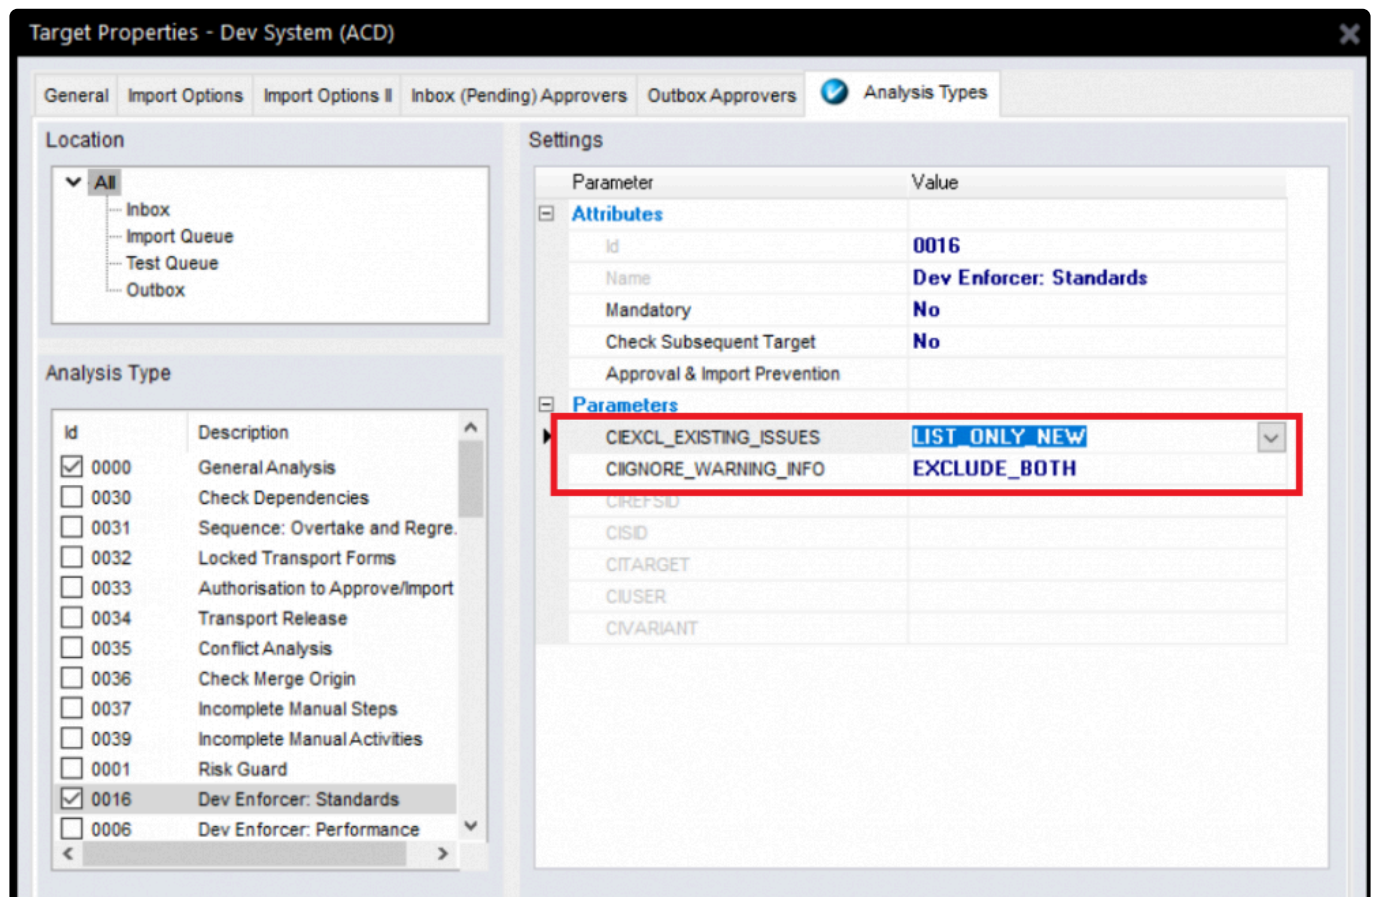 Target Properties - Dev System (ACD)
General Import Options Import Options II Inbox (Pending) Approvers Outbox Approvers Analysis Types
Location
All
Inbox
Import Queue
Test Queue
Outbox
Analysis Type
Id Description
0000 General Analysis
0030 Check Dependencies
0031 Sequence: Overtake and Regre.
0032 Locked Transport Forms
0033 Authorisation to Approve/Import
0034 Transport Release
0035 Conflict Analysis
0036 Check Merge Origin
0037 Incomplete Manual Steps
0039 Incomplete Manual Activities
0001 Risk Guard
0016 Dev Enforcer: Standards
0006 Dev Enforcer: Performance
Settings
Parameter Value
Attributes
Id 0016
Name Dev Enforcer: Standards
Mandatory No
Check Subsequent Target No
Approval & Import Prevention
Parameters
CIEXCL_EXISTING_ISSUES LIST_ONLY_NEW
CIIGNORE_WARNING_INFO EXCLUDE_BOTH
CIREFSID
CISID
CITARGET
CIUSER
CIVARIANT